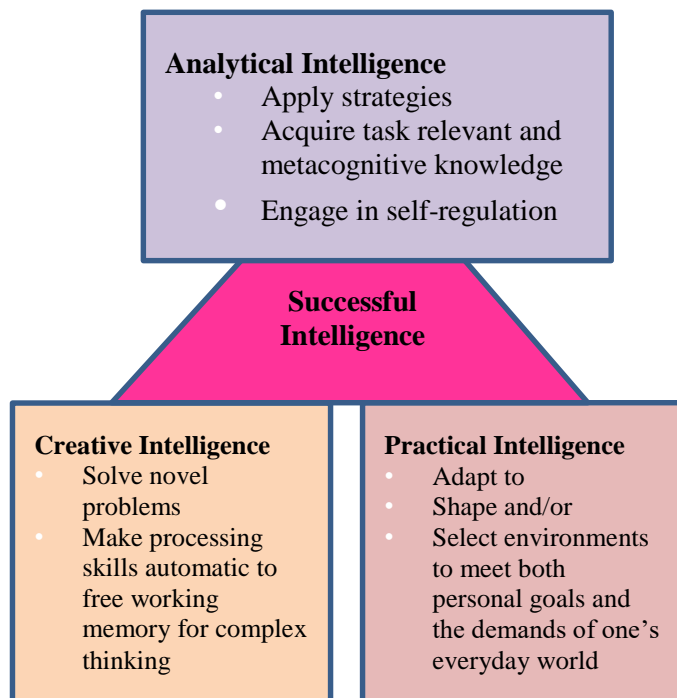 Analytical Intelligence
• Apply strategies
• Acquire task relevant and
metacognitive knowledge
• Engage in self-regulation
Successful
Intelligence
Creative Intelligence
• Solve novel
problems
• Make processing
skills automatic to
free working
memory for complex
thinking
Practical Intelligence
• Adapt to
• Shape and/or
• Select environments
to meet both
personal goals and
the demands of one’s
everyday world